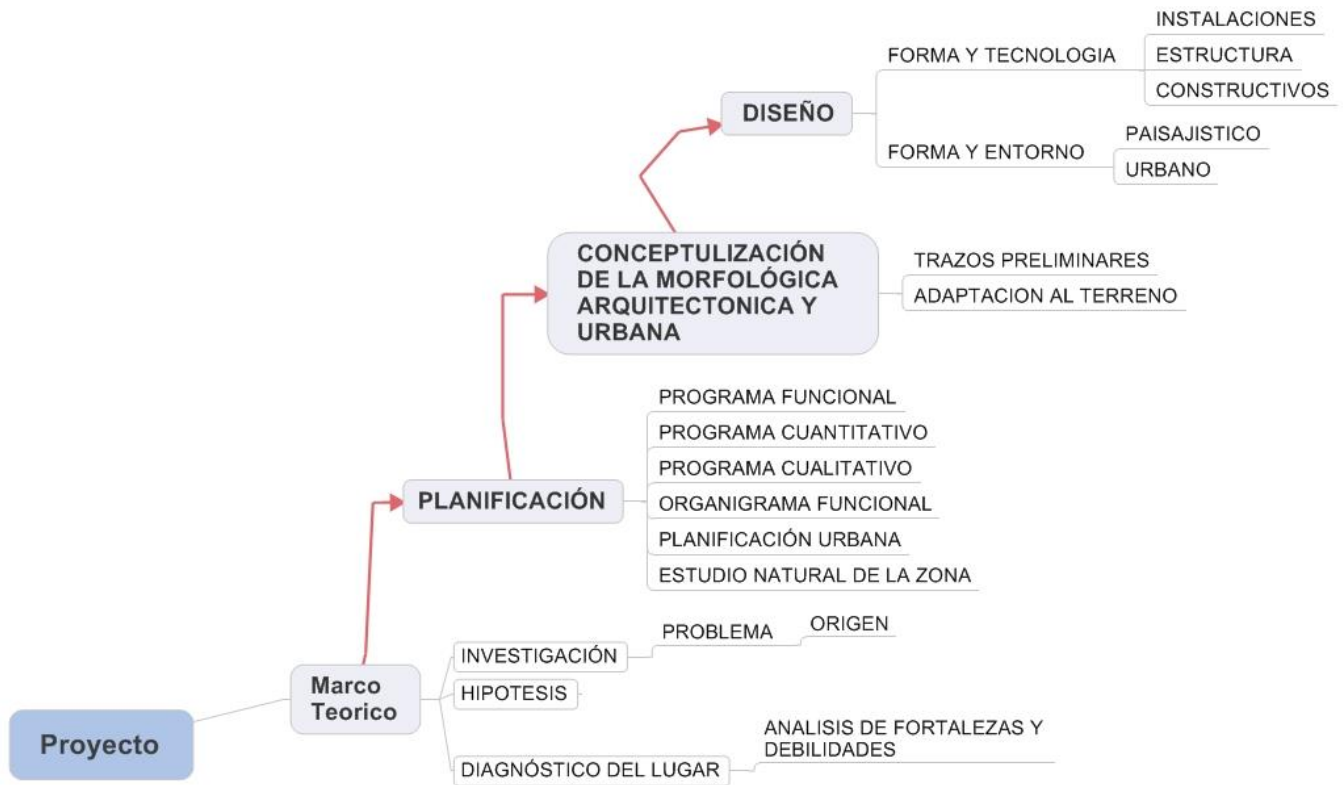 INSTALACIONES
FORMA Y TECNOLOGIA
ESTRUCTURA
CONSTRUCTIVOS
DISEÑO
PAISAJISTICO
FORMA Y ENTORNO
URBANO
CONCEPTULIZACIÓN
DE LA MORFOLÓGICA
ARQUITECTONICA Y
URBANA
TRAZOS PRELIMINARES
ADAPTACION AL TERRENO
PROGRAMA FUNCIONAL
PROGRAMA CUANTITATIVO
PROGRAMA CUALITATIVO
PLANIFICACIÓN
ORGANIGRAMA FUNCIONAL
PLANIFICACIÓN URBANA
ESTUDIO NATURAL DE LA ZONA
ORIGEN
PROBLEMA
INVESTIGACIÓN
Marco
Teorico
HIPOTESIS
Proyecto
ANALISIS DE FORTALEZAS Y
DEBILIDADES
DIAGNÓSTICO DEL LUGAR